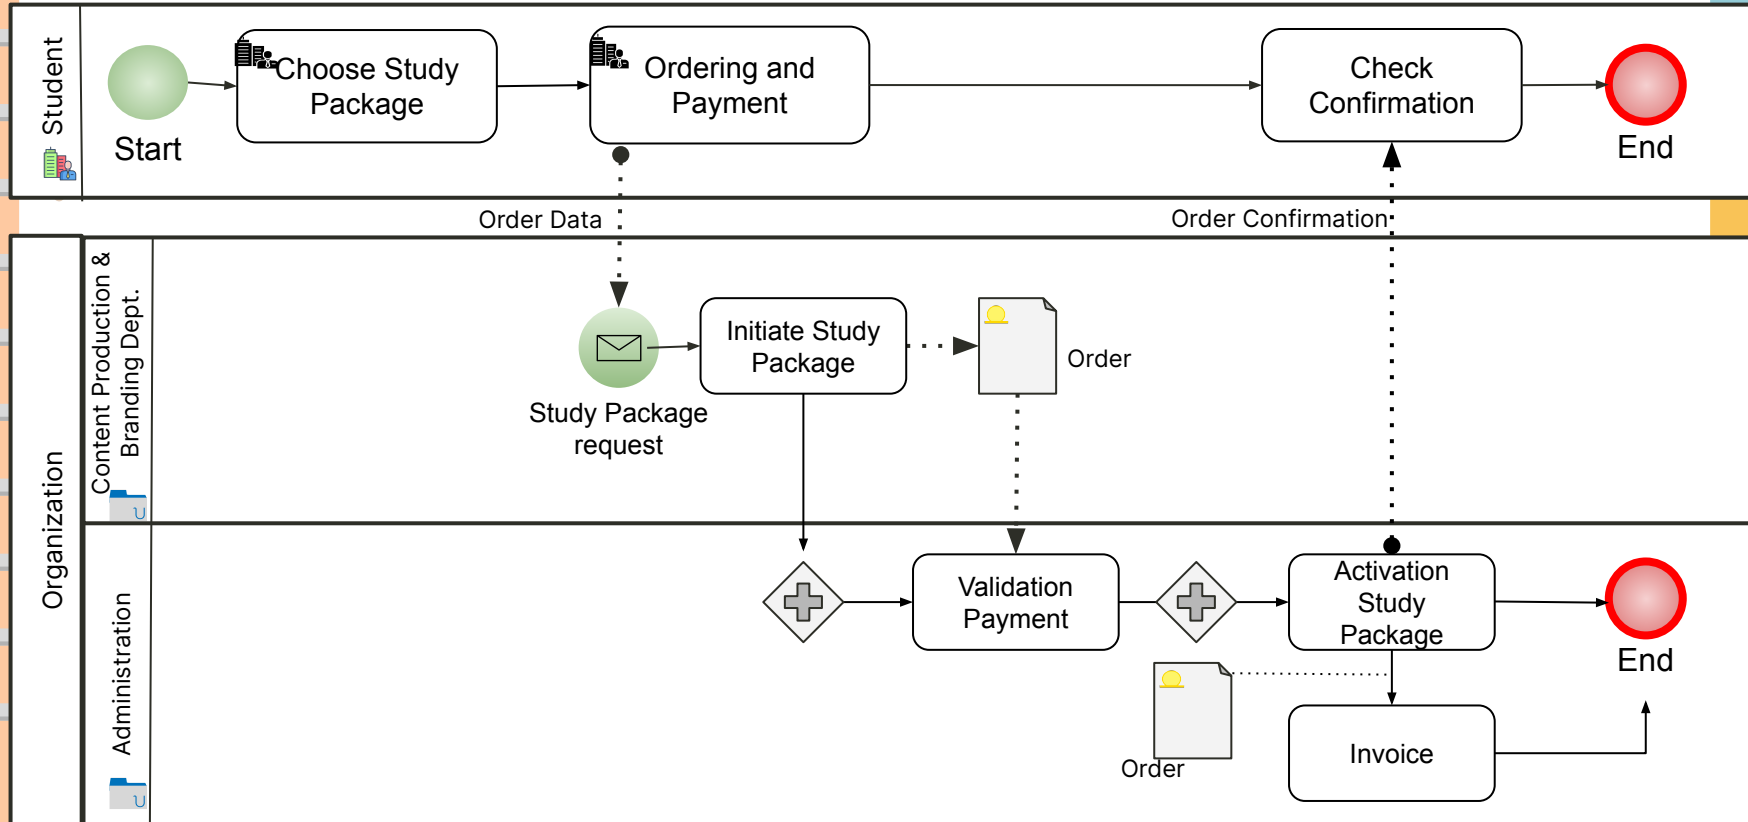 Student
Start
Choose Study
Package
Ordering and
Payment
Check
Confirmation
End
Order Data
Order Confirmation
Organization
Content Production &
Branding Dept.
Study Package
request
Initiate Study
Package
Order
Administration
Validation
Payment
Activation
Study
Package
End
Order
Invoice